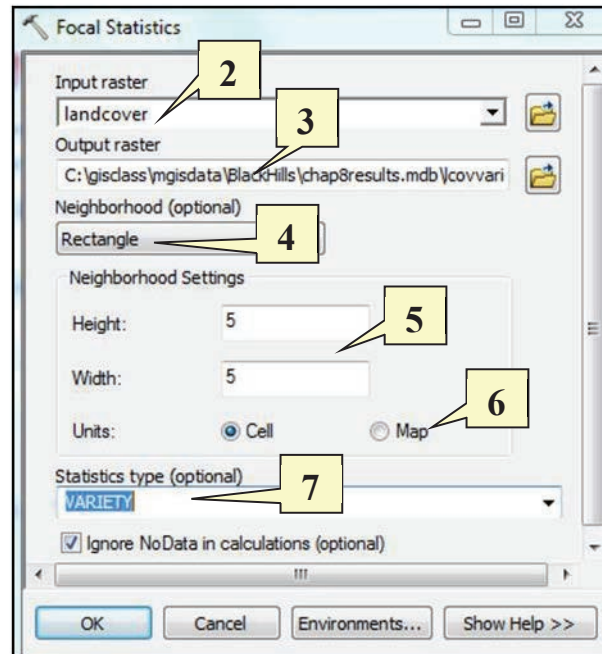 Focal Statistics
2
Input raster
landcover
3
Output raster
C:\gisclass\mgisdata\BlackHills\chap8results.mdb\lcovvari
Neighborhood (optional)
4
Rectangle
Neighborhood Settings
Height: 5
5
Width: 5
6
Units: Cell Map
Statistics type (optional)
7
VARIETY
Ignore NoData in calculations (optional)
OK Cancel Environments... Show Help >>